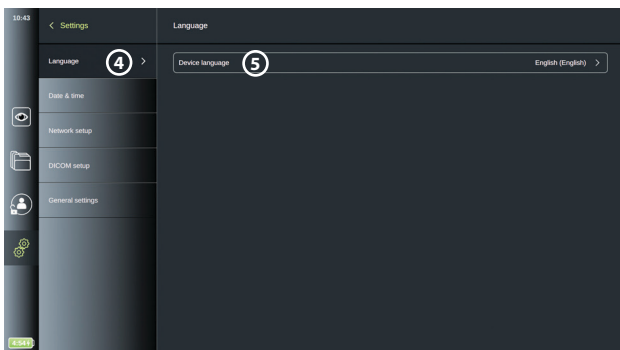 10:43
Settings
Language
Language
4
Device language
5
English (English)
Date & time
Network setup
DICOM setup
General settings
4:54